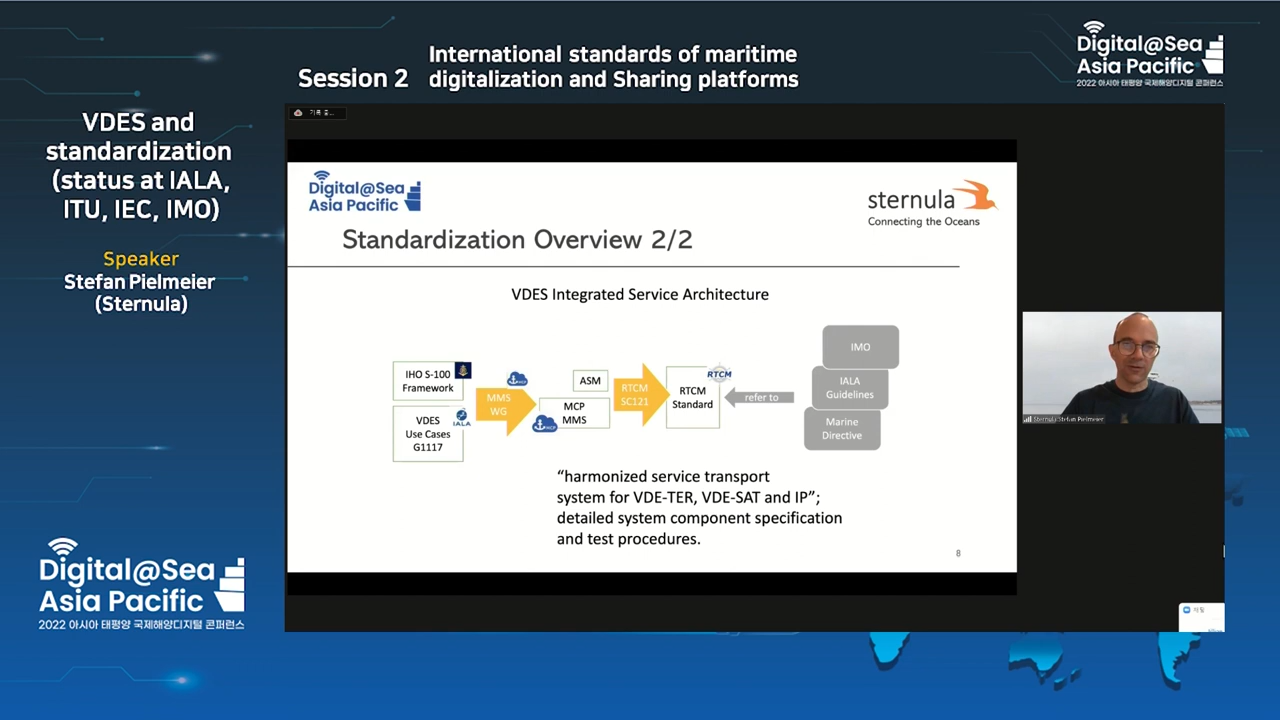 Session 2
International standards of maritime
digitalization and Sharing platforms
Digital@Sea
Asia Pacific
2022 아시아 태평양 국제해양디지털 콘퍼런스
VDES and
standardization
(status at IALA,
ITU, IEC, IMO)
Speaker
Stefan Pielmeier
(Sternula)
Digital@Sea
Asia Pacific
sternula
Connecting the Oceans
Standardization Overview 2/2
VDES Integrated Service Architecture
IHO S-100
Framework
VDES
Use Cases
G1117
IALA
MMS
WG
ASM
MCP
MMS
RTCM
SC121
RTCM
RTCM
Standard
refer to
IMO
IALA
Guidelines
Marine
Directive
“harmonized service transport
system for VDE-TER, VDE-SAT and IP”;
detailed system component specification
and test procedures.
8
Sternula Stefan Pielmeier
Digital@Sea
Asia Pacific
2022 아시아 태평양 국제해양디지털 콘퍼런스